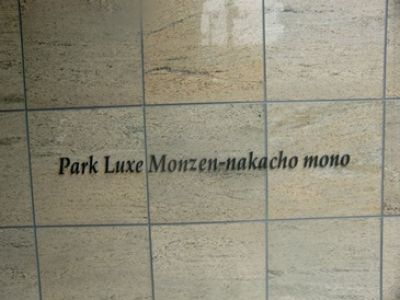 Park Luxe Monzen-nakacho mono